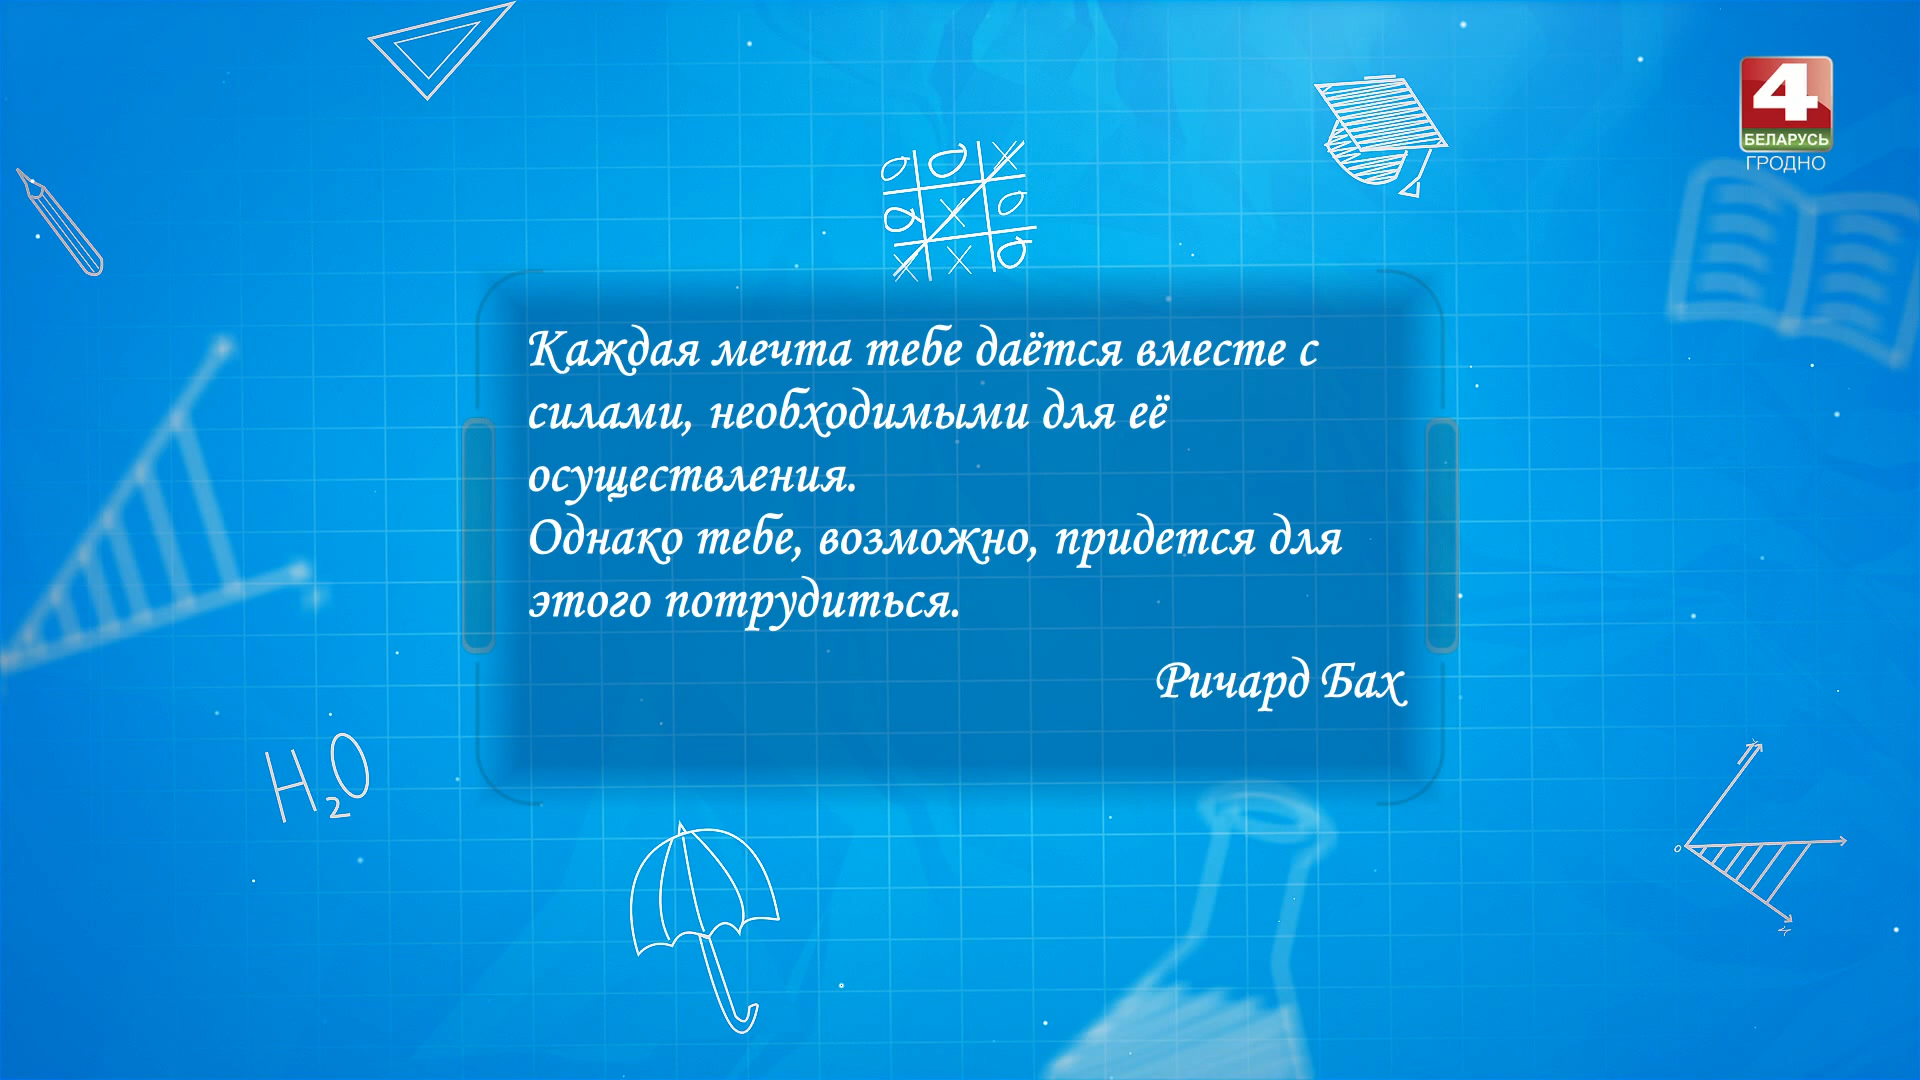 4
БЕЛАРУСЬ
ГРОДНО
Каждая мечта тебе даётся вместе с
силами, необходимыми для её
осуществления.
Однако тебе, возможно, придется для
этого потрудиться.
Ричард Бах
H₂O